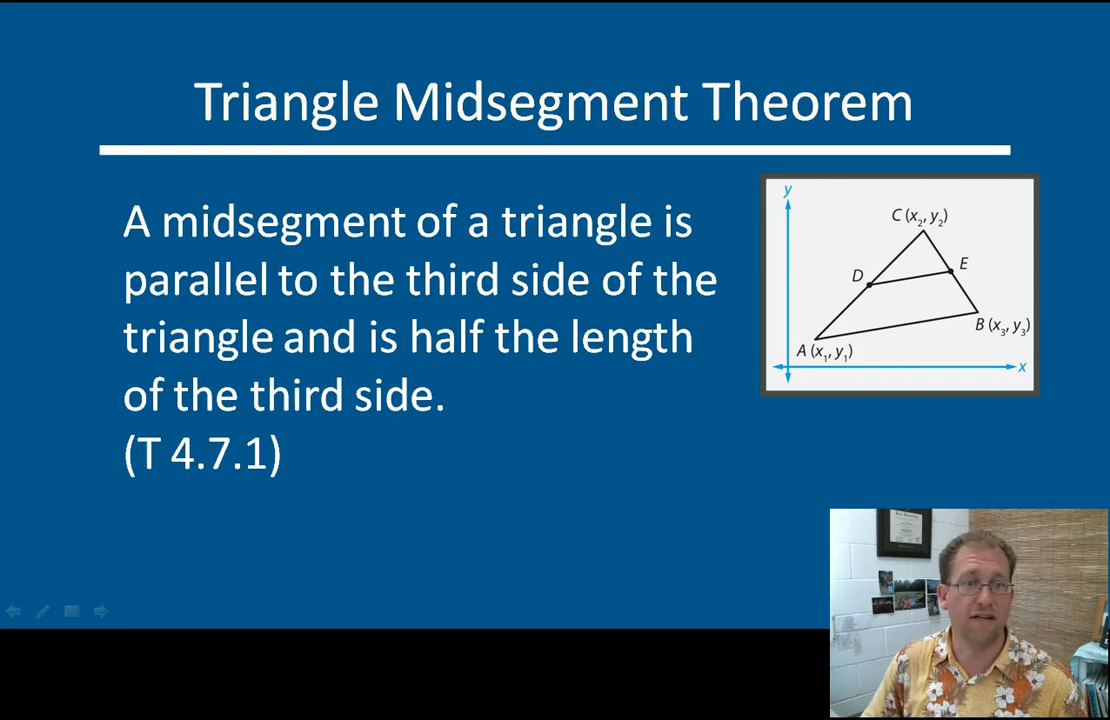 Triangle Midsegment Theorem
A midsegment of a triangle is
parallel to the third side of the
triangle and is half the length
of the third side.
(T 4.7.1)
y
C (x₂, y₂)
D
E
B (x₃, y₃)
A (x₁, y₁)
x